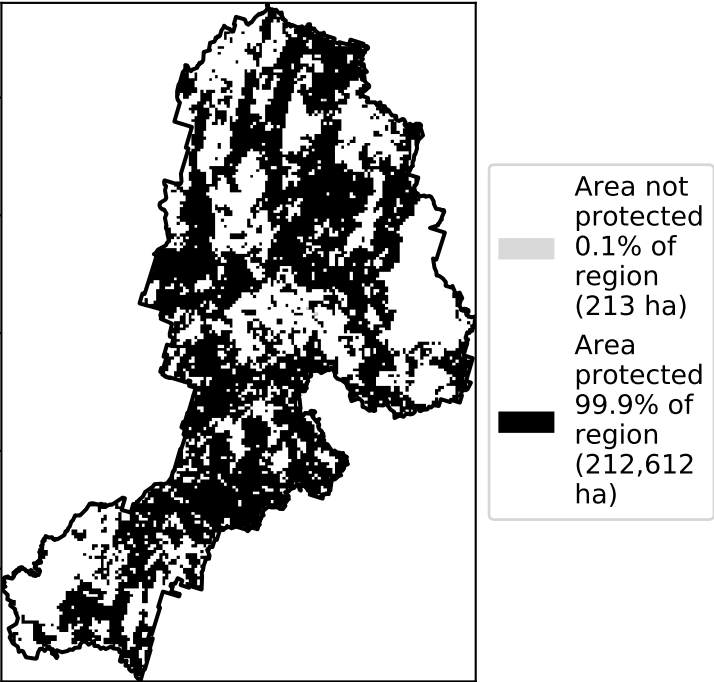 Area not
protected
0.1% of
region
(213 ha)
Area
protected
99.9% of
region
(212,612
ha)